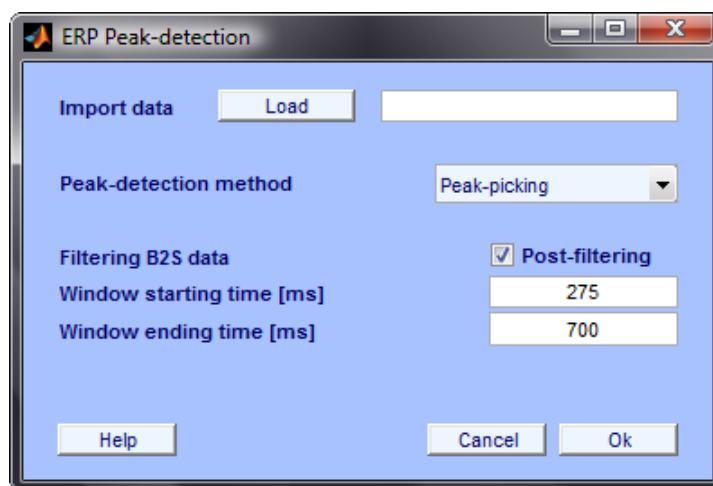 ERP Peak-detection
Import data Load
Peak-detection method Peak-picking
Filtering B2S data Post-filtering
Window starting time [ms] 275
Window ending time [ms] 700
Help Cancel Ok